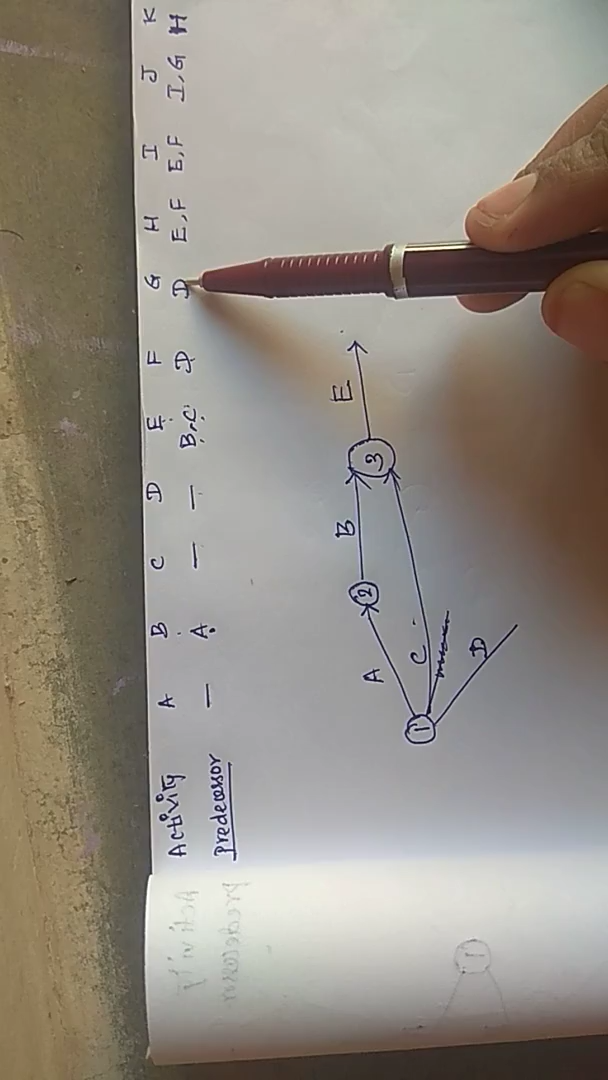 Activity A B C D E F G H I J K
Predecessor — A — — B,C D D E,F E,F I,G H
A B E
1 2 3
C
D